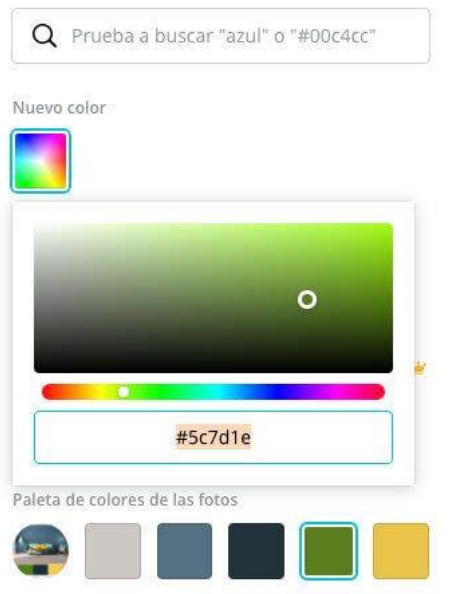 Prueba a buscar "azul" o "#00c4cc"
Nuevo color
#5c7d1e
Paleta de colores de las fotos